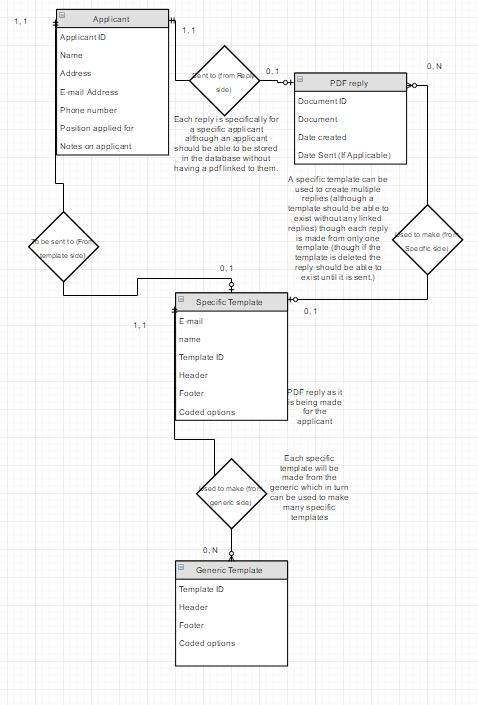 Applicant
1, 1
1, 1
Applicant ID
Name
Address
E-mail Address
Phone number
Position applied for
Notes on applicant
Sent to (from Reply
side)
0, 1
0, N
PDF reply
Document ID
Document
Date created
Date Sent (If Applicable)
Each reply is specifically for
a specific applicant
although an applicant
should be able to be stored
in the database without
having a pdf linked to them.
A specific template can be
used to create multiple
replies (although a
template should be able to
exist without any linked
replies) though each reply
is made from only one
template (though if the
template is deleted the
reply should be able to
exist until it is sent.)
Used to make (from
Specific side)
To be sent to (From
template side)
0, 1
Specific Template
0, 1
1, 1
E-mail
name
Template ID
Header
Footer
Coded options
PDF reply as it
is being made
for the
applicant
Each specific
template will be
made from the
generic which in turn
can be used to make
many specific
templates
Used to make (from
generic side)
0, N
Generic Template
Template ID
Header
Footer
Coded options